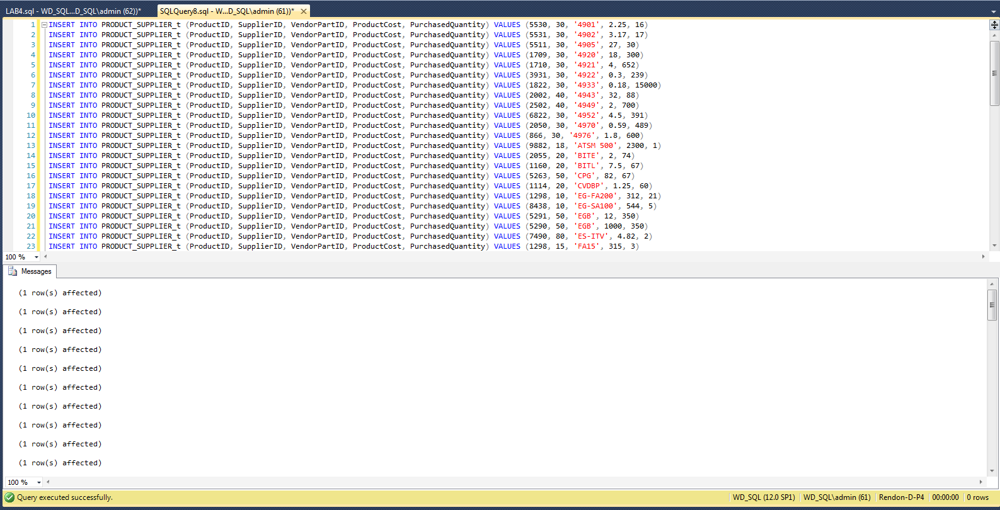 LAB4.sql - WD_SQL...D_SQL\admin (62))*
SQLQuery8.sql - W...D_SQL\admin (61))*
1 INSERT INTO PRODUCT_SUPPLIER_t (ProductID, SupplierID, VendorPartID, ProductCost, PurchasedQuantity) VALUES (5530, 30, '4901', 2.25, 16)
2 INSERT INTO PRODUCT_SUPPLIER_t (ProductID, SupplierID, VendorPartID, ProductCost, PurchasedQuantity) VALUES (5531, 30, '4902', 3.17, 17)
3 INSERT INTO PRODUCT_SUPPLIER_t (ProductID, SupplierID, VendorPartID, ProductCost, PurchasedQuantity) VALUES (5511, 30, '4905', 27, 30)
4 INSERT INTO PRODUCT_SUPPLIER_t (ProductID, SupplierID, VendorPartID, ProductCost, PurchasedQuantity) VALUES (1709, 30, '4920', 18, 300)
5 INSERT INTO PRODUCT_SUPPLIER_t (ProductID, SupplierID, VendorPartID, ProductCost, PurchasedQuantity) VALUES (1710, 30, '4921', 4, 652)
6 INSERT INTO PRODUCT_SUPPLIER_t (ProductID, SupplierID, VendorPartID, ProductCost, PurchasedQuantity) VALUES (3931, 30, '4922', 0.3, 239)
7 INSERT INTO PRODUCT_SUPPLIER_t (ProductID, SupplierID, VendorPartID, ProductCost, PurchasedQuantity) VALUES (1822, 30, '4933', 0.18, 15000)
8 INSERT INTO PRODUCT_SUPPLIER_t (ProductID, SupplierID, VendorPartID, ProductCost, PurchasedQuantity) VALUES (2002, 40, '4943', 32, 88)
9 INSERT INTO PRODUCT_SUPPLIER_t (ProductID, SupplierID, VendorPartID, ProductCost, PurchasedQuantity) VALUES (2502, 40, '4949', 2, 700)
10 INSERT INTO PRODUCT_SUPPLIER_t (ProductID, SupplierID, VendorPartID, ProductCost, PurchasedQuantity) VALUES (6822, 30, '4952', 4.5, 391)
11 INSERT INTO PRODUCT_SUPPLIER_t (ProductID, SupplierID, VendorPartID, ProductCost, PurchasedQuantity) VALUES (2050, 30, '4970', 0.59, 489)
12 INSERT INTO PRODUCT_SUPPLIER_t (ProductID, SupplierID, VendorPartID, ProductCost, PurchasedQuantity) VALUES (866, 30, '4976', 1.8, 600)
13 INSERT INTO PRODUCT_SUPPLIER_t (ProductID, SupplierID, VendorPartID, ProductCost, PurchasedQuantity) VALUES (9882, 18, 'ATSM 500', 2300, 1)
14 INSERT INTO PRODUCT_SUPPLIER_t (ProductID, SupplierID, VendorPartID, ProductCost, PurchasedQuantity) VALUES (2055, 20, 'BITE', 2, 74)
15 INSERT INTO PRODUCT_SUPPLIER_t (ProductID, SupplierID, VendorPartID, ProductCost, PurchasedQuantity) VALUES (1160, 20, 'BITL', 7.5, 67)
16 INSERT INTO PRODUCT_SUPPLIER_t (ProductID, SupplierID, VendorPartID, ProductCost, PurchasedQuantity) VALUES (5263, 50, 'CPG', 82, 67)
17 INSERT INTO PRODUCT_SUPPLIER_t (ProductID, SupplierID, VendorPartID, ProductCost, PurchasedQuantity) VALUES (1114, 20, 'CVDBP', 1.25, 60)
18 INSERT INTO PRODUCT_SUPPLIER_t (ProductID, SupplierID, VendorPartID, ProductCost, PurchasedQuantity) VALUES (1298, 10, 'EG-FA200', 312, 21)
19 INSERT INTO PRODUCT_SUPPLIER_t (ProductID, SupplierID, VendorPartID, ProductCost, PurchasedQuantity) VALUES (8438, 10, 'EG-SA100', 544, 5)
20 INSERT INTO PRODUCT_SUPPLIER_t (ProductID, SupplierID, VendorPartID, ProductCost, PurchasedQuantity) VALUES (5291, 50, 'EGB', 12, 350)
21 INSERT INTO PRODUCT_SUPPLIER_t (ProductID, SupplierID, VendorPartID, ProductCost, PurchasedQuantity) VALUES (5290, 50, 'EGB', 1000, 350)
22 INSERT INTO PRODUCT_SUPPLIER_t (ProductID, SupplierID, VendorPartID, ProductCost, PurchasedQuantity) VALUES (7490, 80, 'ES-ITV', 4.82, 2)
23 INSERT INTO PRODUCT_SUPPLIER_t (ProductID, SupplierID, VendorPartID, ProductCost, PurchasedQuantity) VALUES (1298, 15, 'FA15', 315, 3)
100 %
Messages
(1 row(s) affected)
(1 row(s) affected)
(1 row(s) affected)
(1 row(s) affected)
(1 row(s) affected)
(1 row(s) affected)
(1 row(s) affected)
(1 row(s) affected)
(1 row(s) affected)
(1 row(s) affected)
100 %
Query executed successfully.
WD_SQL (12.0 SP1)
WD_SQL\admin (61)
Rendon-D-P4
00:00:00
0 rows